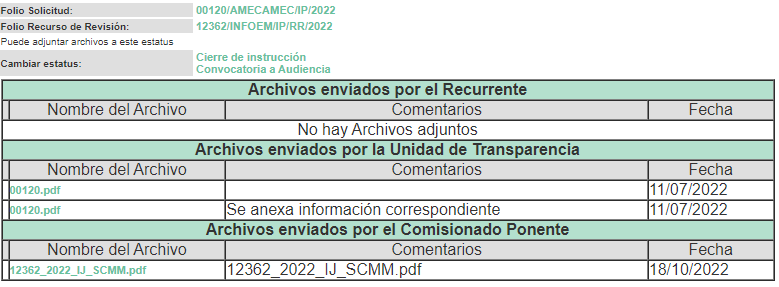 Folio Solicitud: 00120/AMECAMEC/IP/2022
Folio Recurso de Revisión: 12362/INFOEM/IP/RR/2022
Puede adjuntar archivos a este estatus
Cambiar estatus: Cierre de instrucción
Convocatoria a Audiencia
Archivos enviados por el Recurrente
Nombre del Archivo Comentarios Fecha
No hay Archivos adjuntos
Archivos enviados por la Unidad de Transparencia
Nombre del Archivo Comentarios Fecha
00120.pdf 11/07/2022
00120.pdf Se anexa información correspondiente 11/07/2022
Archivos enviados por el Comisionado Ponente
Nombre del Archivo Comentarios Fecha
12362_2022_IJ_SCMM.pdf 12362_2022_IJ_SCMM.pdf 18/10/2022